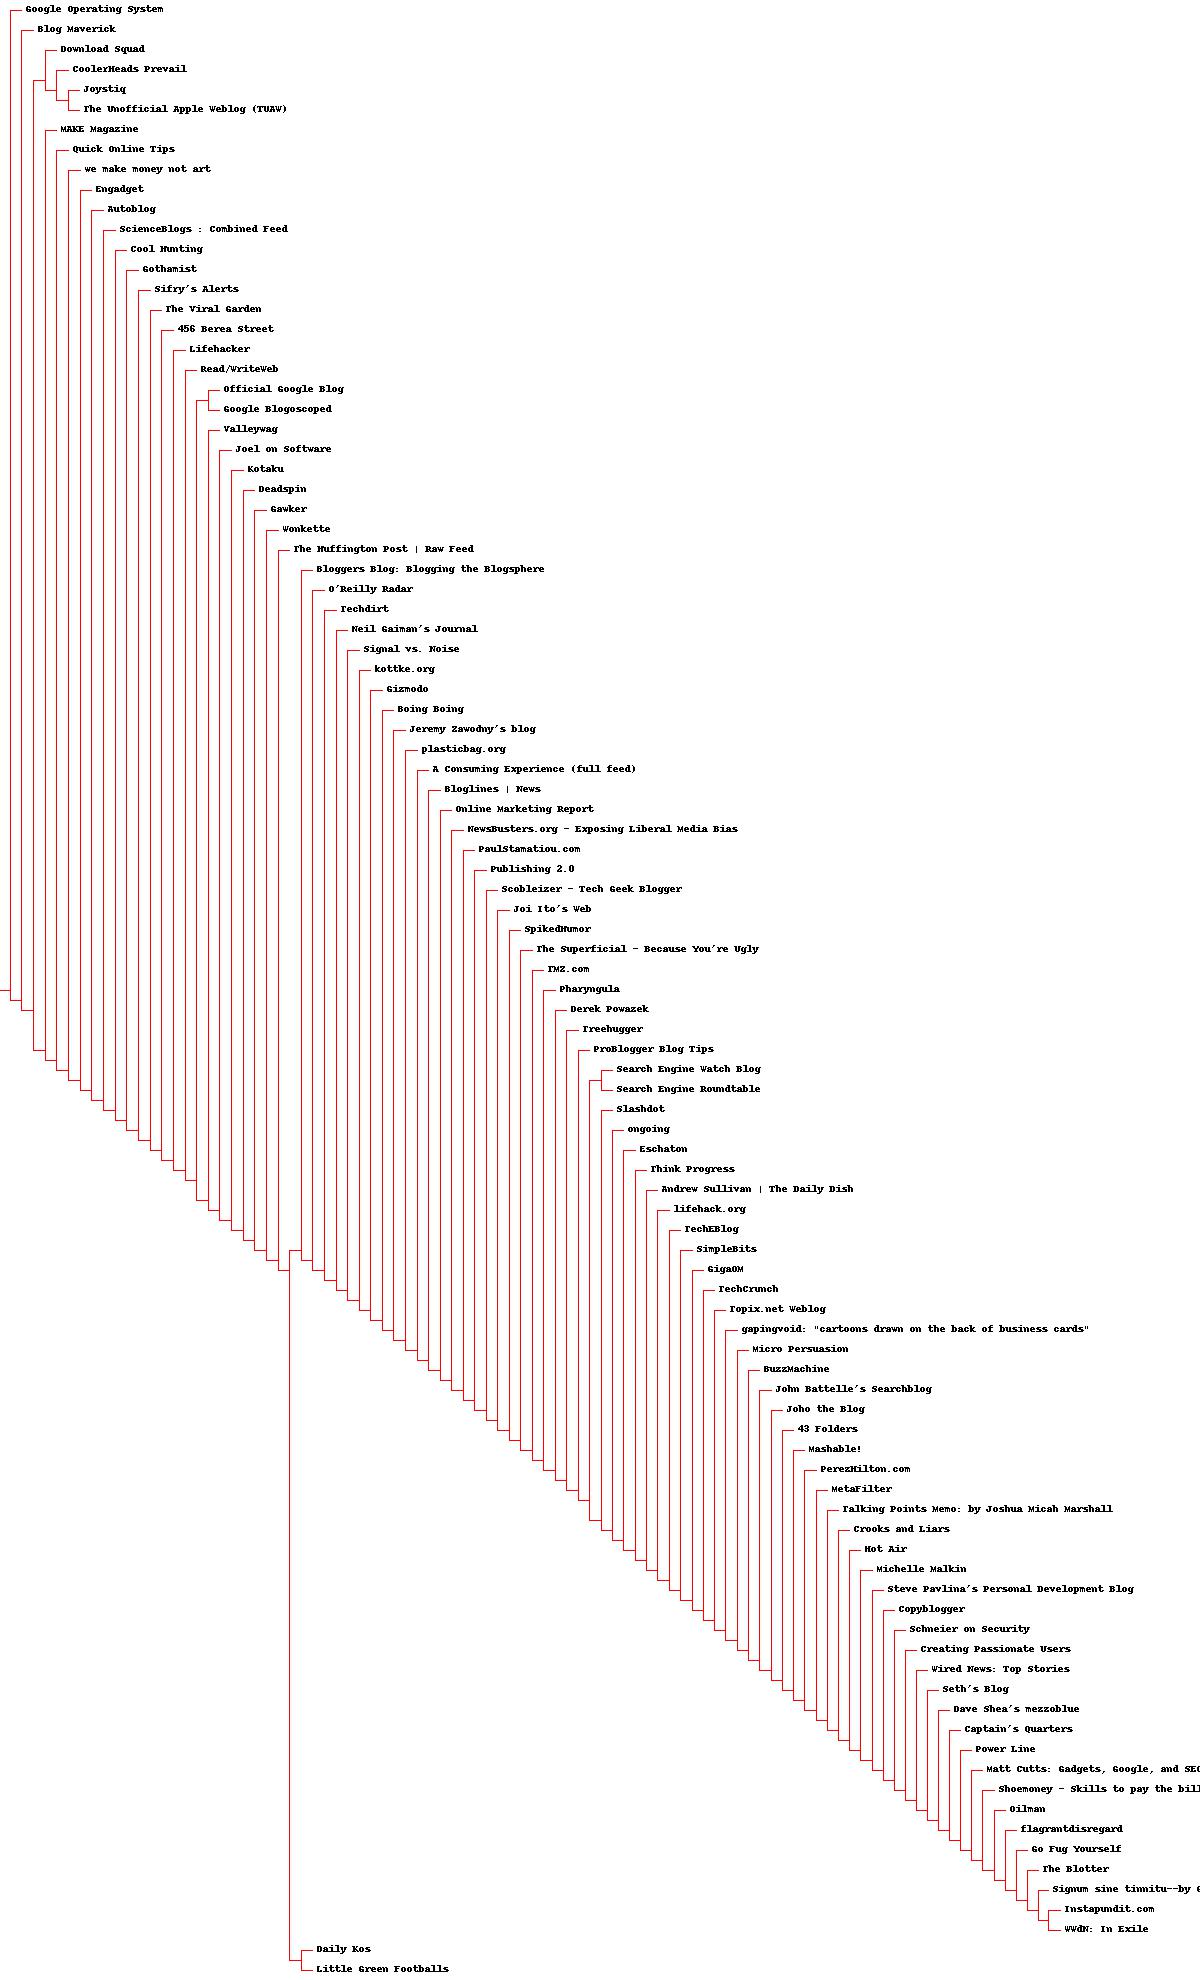 Google Operating System
Blog Maverick
Download Squad
CoolerHeads Prevail
Joystiq
The Unofficial Apple Weblog (TUAW)
MAKE Magazine
Quick Online Tips
we make money not art
Engadget
Autoblog
ScienceBlogs : Combined Feed
Cool Hunting
Gothamist
Sifry's Alerts
The Viral Garden
456 Berea Street
Lifehacker
Read/WriteWeb
Official Google Blog
Google Blogoscoped
Valleywag
Joel on Software
Kotaku
Deadspin
Gawker
Wonkette
The Huffington Post | Raw Feed
Bloggers Blog: Blogging the Blogsphere
O'Reilly Radar
Techdirt
Neil Gaiman's Journal
Signal vs. Noise
kottke.org
Gizmodo
Boing Boing
Jeremy Zawodny's blog
plasticbag.org
A Consuming Experience (full feed)
Bloglines | News
Online Marketing Report
NewsBusters.org - Exposing Liberal Media Bias
PaulStamatiou.com
Publishing 2.0
Scobleizer - Tech Geek Blogger
Joi Ito's Web
SpikedHumor
The Superficial - Because You're Ugly
TMZ.com
Pharyngula
Derek Powazek
Treehugger
ProBlogger Blog Tips
Search Engine Watch Blog
Search Engine Roundtable
Slashdot
ongoing
Eschaton
Think Progress
Andrew Sullivan | The Daily Dish
lifehack.org
TechEBlog
SimpleBits
GigaOM
TechCrunch
Topix.net Weblog
gapingvoid: "cartoons drawn on the back of business cards"
Micro Persuasion
BuzzMachine
John Battelle's Searchblog
Joho the Blog
43 Folders
Mashable!
PerezHilton.com
MetaFilter
Talking Points Memo: by Joshua Micah Marshall
Crooks and Liars
Hot Air
Michelle Malkin
Steve Pavlina's Personal Development Blog
Copyblogger
Schneier on Security
Creating Passionate Users
Wired News: Top Stories
Seth's Blog
Dave Shea's mezzoblue
Captain's Quarters
Power Line
Matt Cutts: Gadgets, Google, and SEO
Shoemoney - Skills to pay the bill
Oilman
flagrantdisregard
Go Fug Yourself
The Blotter
Signum sine tinnitu--by
Instapundit.com
WWdN: In Exile
Daily Kos
Little Green Footballs